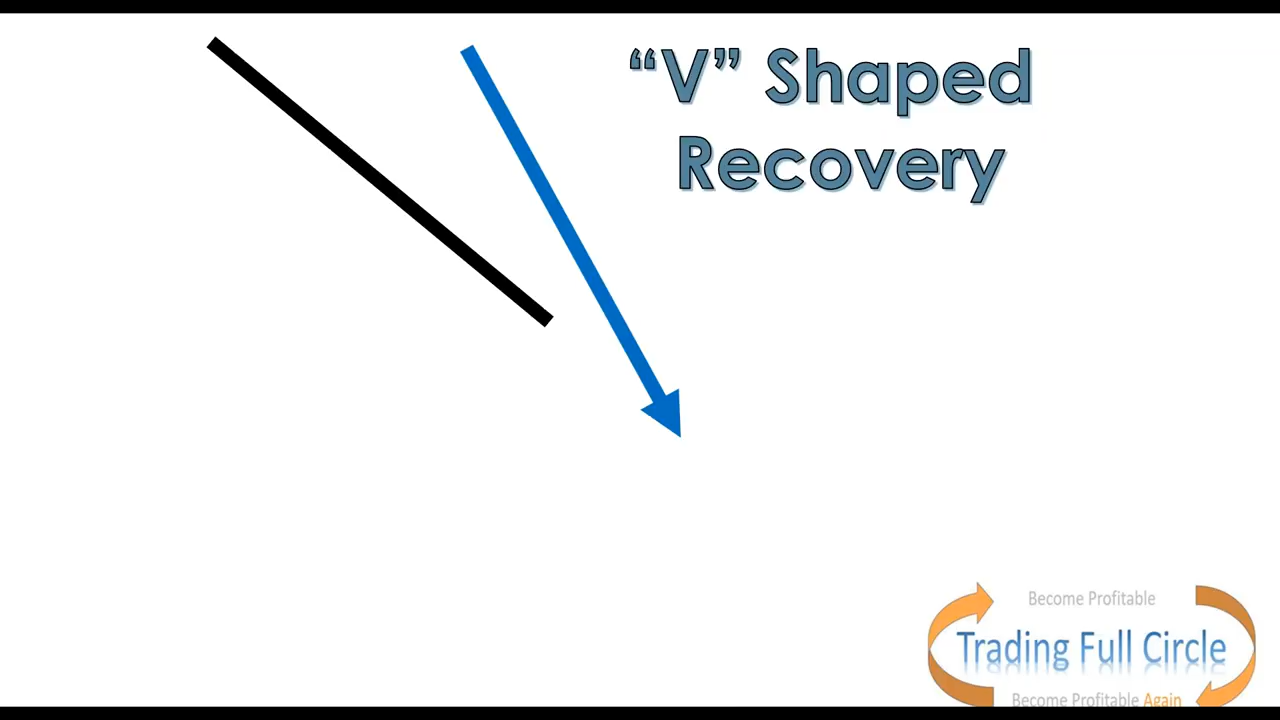 “V” Shaped
Recovery
Become Profitable
Trading Full Circle
Become Profitable Again